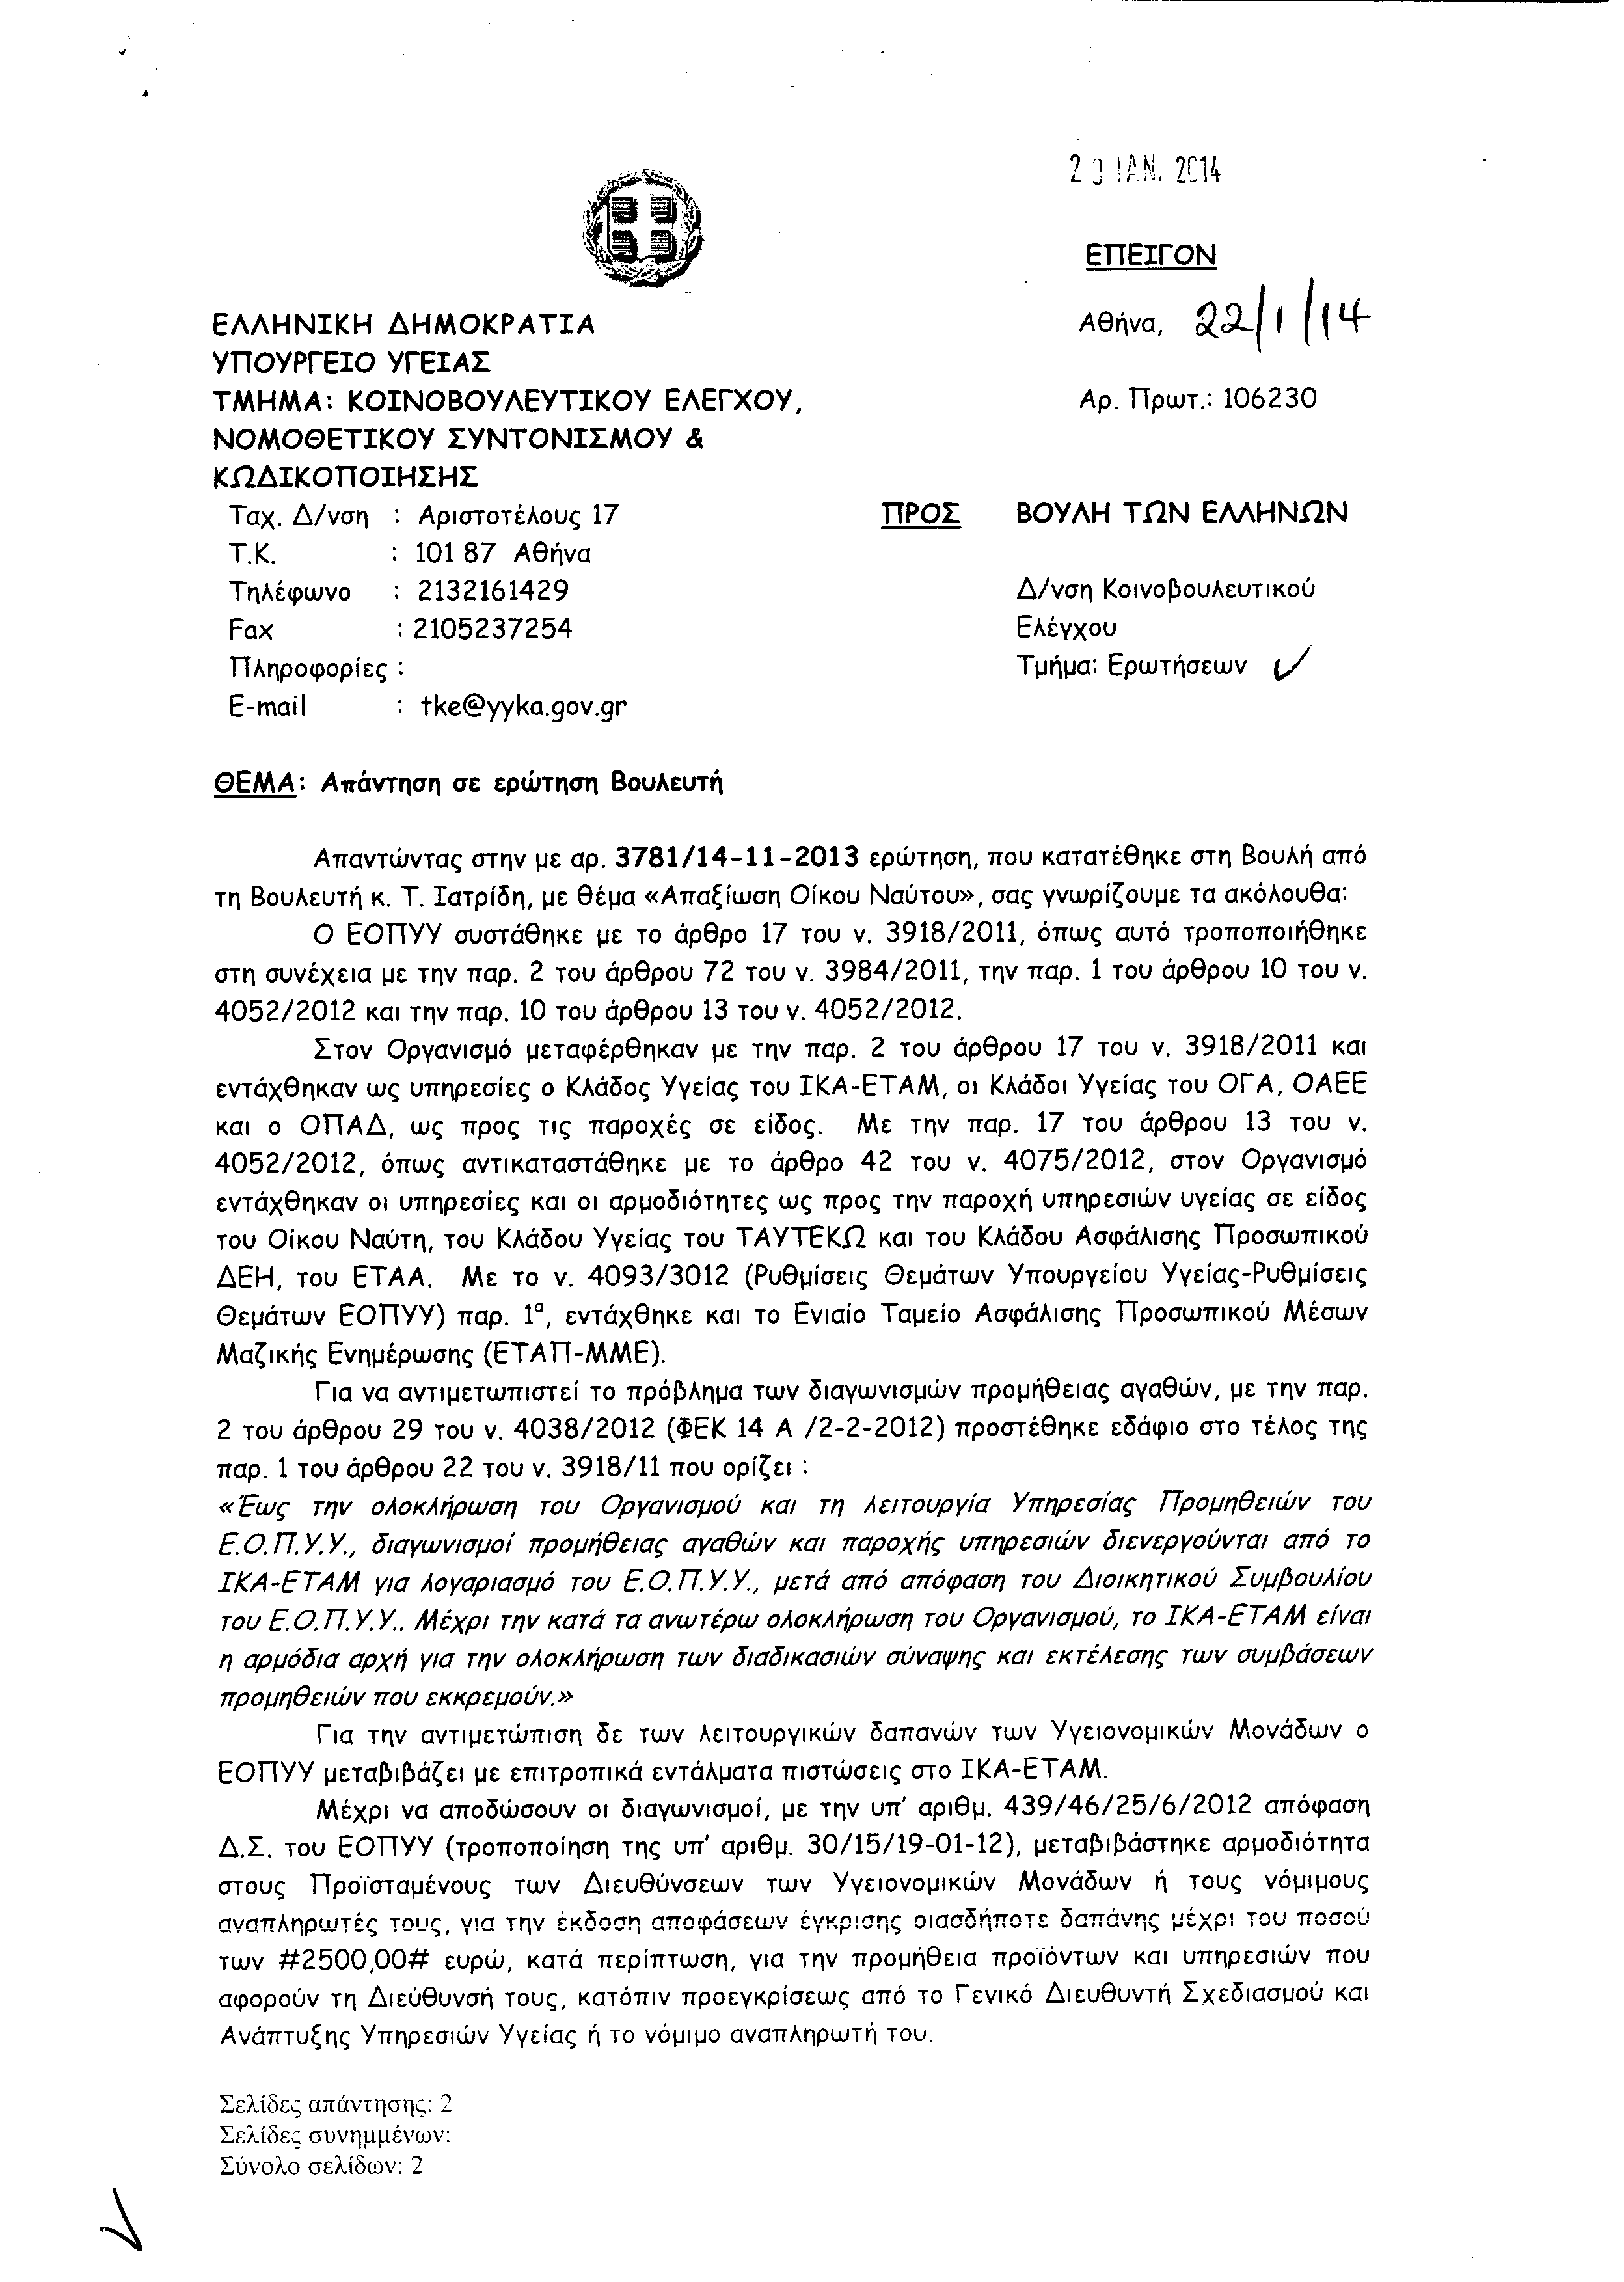 ΙΑΝ. 2014
ΕΠΕΙΓΟΝ
ΕΛΛΗΝΙΚΗ ΔΗΜΟΚΡΑΤΙΑ
Αθήνα, 22/1/14
ΥΠΟΥΡΓΕΙΟ ΥΓΕΙΑΣ
ΤΜΗΜΑ: ΚΟΙΝΟΒΟΥΛΕΥΤΙΚΟΥ ΕΛΕΓΧΟΥ,
Αρ. Πρωτ.: 106230
ΝΟΜΟΘΕΤΙΚΟΥ ΣΥΝΤΟΝΙΣΜΟΥ &
ΚΩΔΙΚΟΠΟΙΗΣΗΣ
Ταχ. Δ/νση : Αριστοτέλους 17
ΠΡΟΣ ΒΟΥΛΗ ΤΩΝ ΕΛΛΗΝΩΝ
Τ.Κ. : 101 87 Αθήνα
Τηλέφωνο : 2132161429
Δ/νση Κοινοβουλευτικού
Fax : 2105237254
Ελέγχου
Πληροφορίες :
Τμήμα: Ερωτήσεων
E-mail : tke@yyka.gov.gr
ΘΕΜΑ: Απάντηση σε ερώτηση Βουλευτή
Απαντώντας στην με αρ. 3781/14-11-2013 ερώτηση, που κατατέθηκε στη Βουλή από
τη Βουλευτή κ. Τ. Ιατρίδη, με θέμα «Απαξίωση Οίκου Ναύτου», σας γνωρίζουμε τα ακόλουθα:
Ο ΕΟΠΥΥ συστάθηκε με το άρθρο 17 του ν. 3918/2011, όπως αυτό τροποποιήθηκε
στη συνέχεια με την παρ. 2 του άρθρου 72 του ν. 3984/2011, την παρ. 1 του άρθρου 10 του ν.
4052/2012 και την παρ. 10 του άρθρου 13 του ν. 4052/2012.
Στον Οργανισμό μεταφέρθηκαν με την παρ. 2 του άρθρου 17 του ν. 3918/2011 και
εντάχθηκαν ως υπηρεσίες ο Κλάδος Υγείας του ΙΚΑ-ΕΤΑΜ, οι Κλάδοι Υγείας του ΟΓΑ, ΟΑΕΕ
και ο ΟΠΑΔ, ως προς τις παροχές σε είδος. Με την παρ. 17 του άρθρου 13 του ν.
4052/2012, όπως αντικαταστάθηκε με το άρθρο 42 του ν. 4075/2012, στον Οργανισμό
εντάχθηκαν οι υπηρεσίες και οι αρμοδιότητες ως προς την παροχή υπηρεσιών υγείας σε είδος
του Οίκου Ναύτη, του Κλάδου Υγείας του ΤΑΥΤΕΚΩ και του Κλάδου Ασφάλισης Προσωπικού
ΔΕΗ, του ΕΤΑΑ. Με το ν. 4093/3012 (Ρυθμίσεις Θεμάτων Υπουργείου Υγείας-Ρυθμίσεις
Θεμάτων ΕΟΠΥΥ) παρ. 1α, εντάχθηκε και το Ενιαίο Ταμείο Ασφάλισης Προσωπικού Μέσων
Μαζικής Ενημέρωσης (ΕΤΑΠ-ΜΜΕ).
Για να αντιμετωπιστεί το πρόβλημα των διαγωνισμών προμήθειας αγαθών, με την παρ.
2 του άρθρου 29 του ν. 4038/2012 (ΦΕΚ 14 Α /2-2-2012) προστέθηκε εδάφιο στο τέλος της
παρ. 1 του άρθρου 22 του ν. 3918/11 που ορίζει :
«Έως την ολοκλήρωση του Οργανισμού και τη λειτουργία Υπηρεσίας Προμηθειών του
Ε.Ο.Π.Υ.Υ., διαγωνισμοί προμήθειας αγαθών και παροχής υπηρεσιών διενεργούνται από το
ΙΚΑ-ΕΤΑΜ για λογαριασμό του Ε.Ο.Π.Υ.Υ., μετά από απόφαση του Διοικητικού Συμβουλίου
του Ε.Ο.Π.Υ.Υ.. Μέχρι την κατά τα ανωτέρω ολοκλήρωση του Οργανισμού, το ΙΚΑ-ΕΤΑΜ είναι
η αρμόδια αρχή για την ολοκλήρωση των διαδικασιών σύναψης και εκτέλεσης των συμβάσεων
προμηθειών που εκκρεμούν.»
Για την αντιμετώπιση δε των λειτουργικών δαπανών των Υγειονομικών Μονάδων ο
ΕΟΠΥΥ μεταβιβάζει με επιτροπικά εντάλματα πιστώσεις στο ΙΚΑ-ΕΤΑΜ.
Μέχρι να αποδώσουν οι διαγωνισμοί, με την υπ' αριθμ. 439/46/25/6/2012 απόφαση
Δ.Σ. του ΕΟΠΥΥ (τροποποίηση της υπ' αριθμ. 30/15/19-01-12), μεταβιβάστηκε αρμοδιότητα
στους Προϊσταμένους των Διευθύνσεων των Υγειονομικών Μονάδων ή τους νόμιμους
αναπληρωτές τους, για την έκδοση αποφάσεων έγκρισης οιασδήποτε δαπάνης μέχρι του ποσού
των #2500,00# ευρώ, κατά περίπτωση, για την προμήθεια προϊόντων και υπηρεσιών που
αφορούν τη Διεύθυνσή τους, κατόπιν προεγκρίσεως από το Γενικό Διευθυντή Σχεδιασμού και
Ανάπτυξης Υπηρεσιών Υγείας ή το νόμιμο αναπληρωτή του.
Σελίδες απάντησης: 2
Σελίδες συνημμένων:
Σύνολο σελίδων: 2